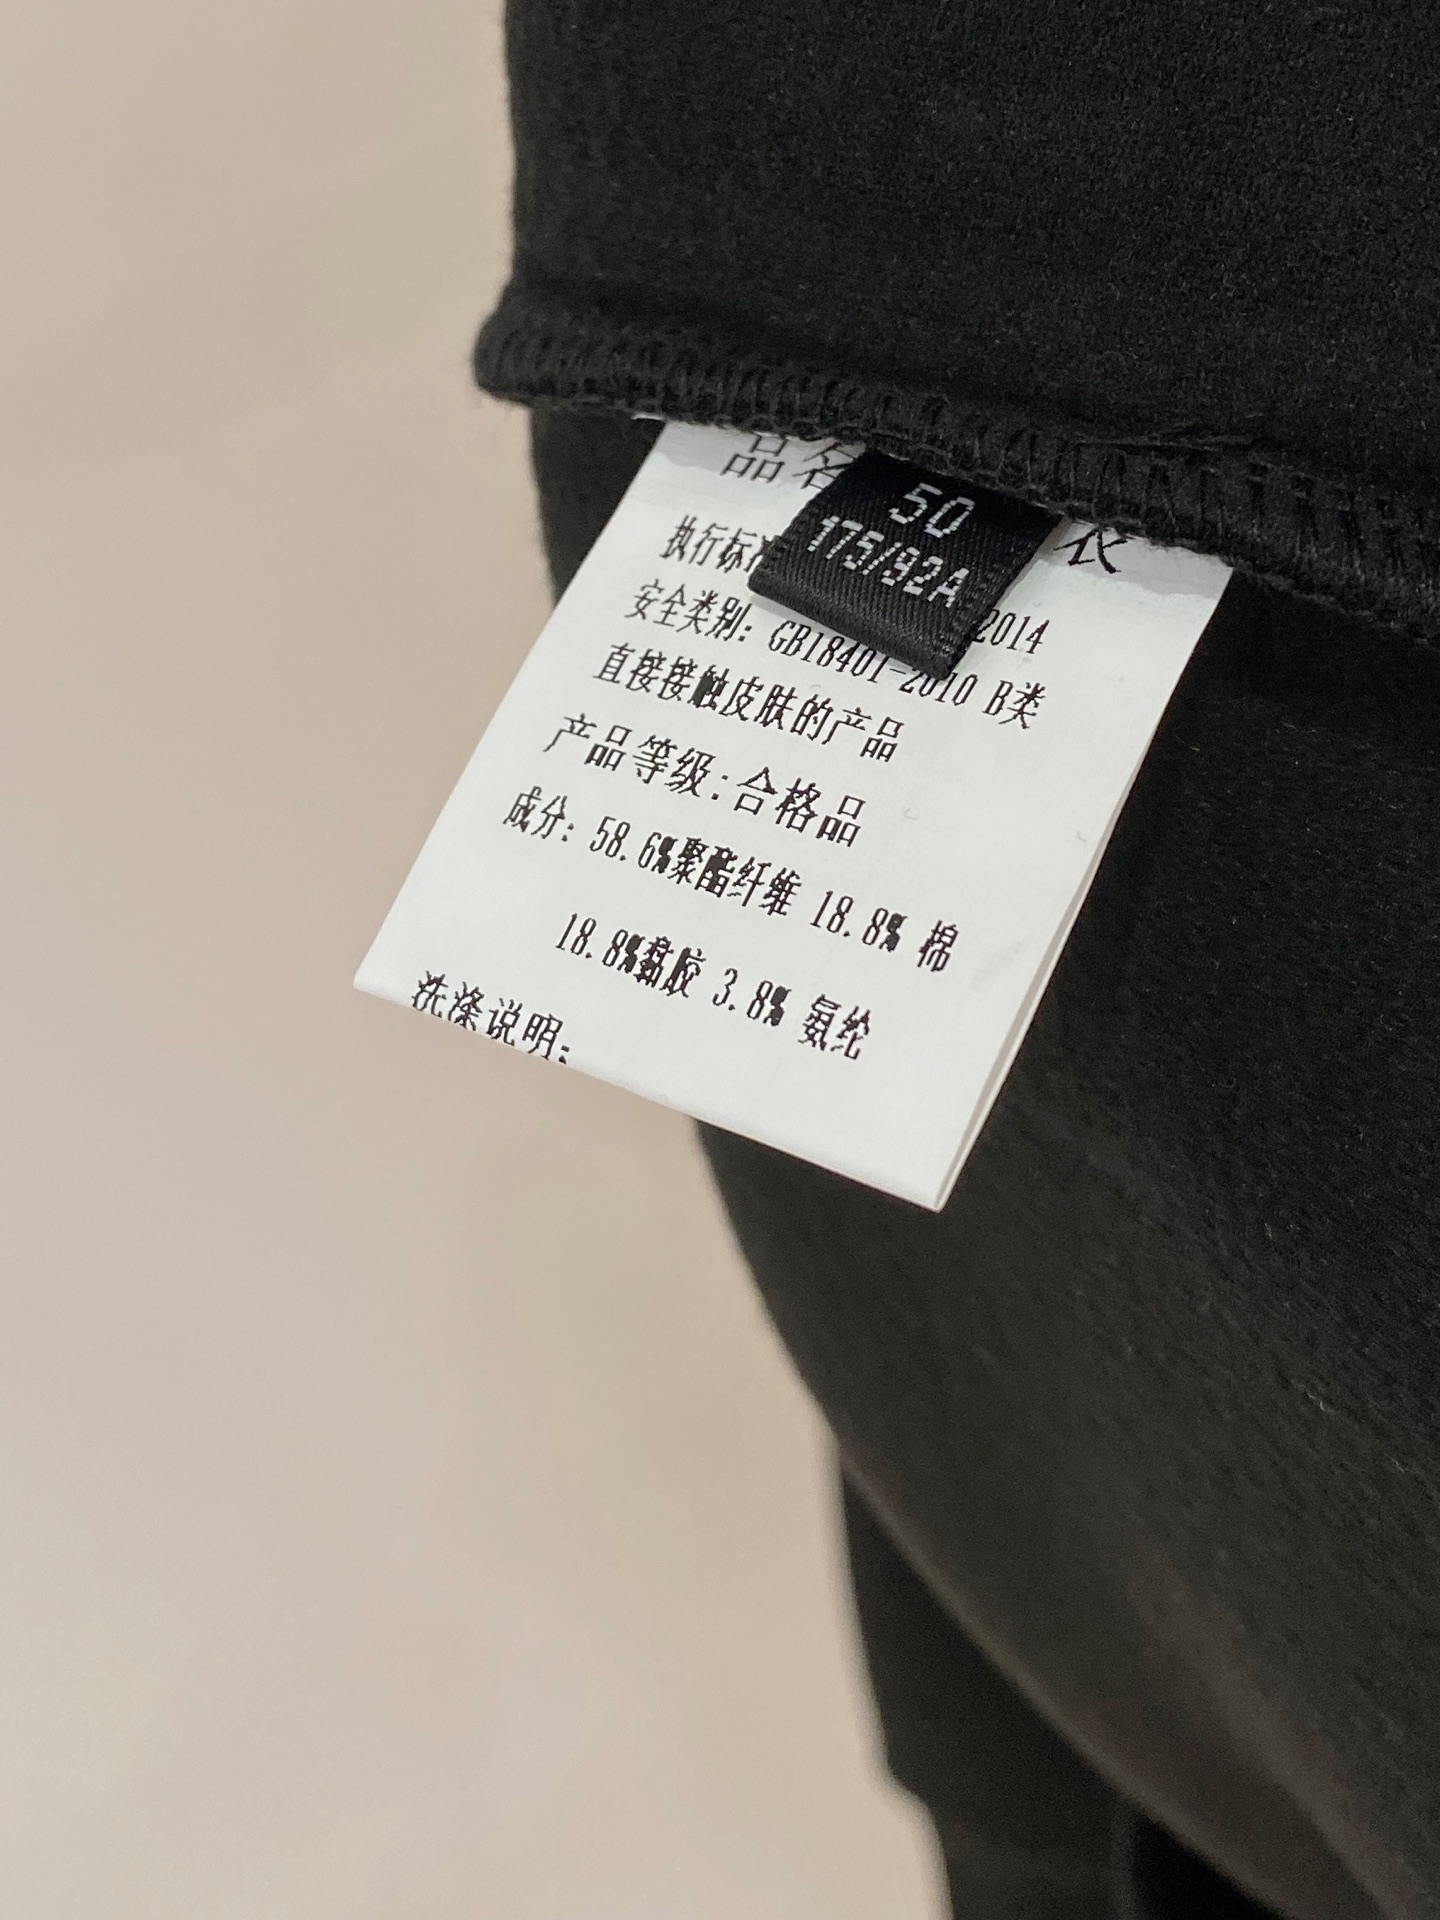 品名
50
175/92A
衣
执行标准
2014
安全类别: GB18401-2010 B类
直接接触皮肤的产品
产品等级:合格品
成分: 58.6%聚酯纤维 18.8% 棉
18.8%黏胶 3.8% 氨纶
洗涤说明: